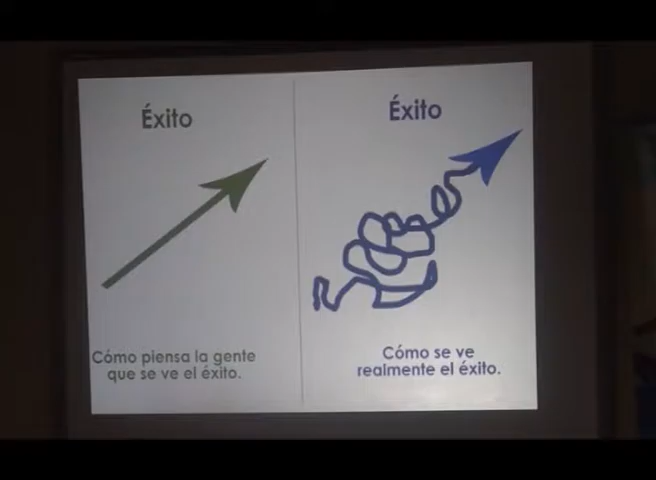 Éxito
Cómo piensa la gente
que se ve el éxito.
Éxito
Cómo se ve
realmente el éxito.